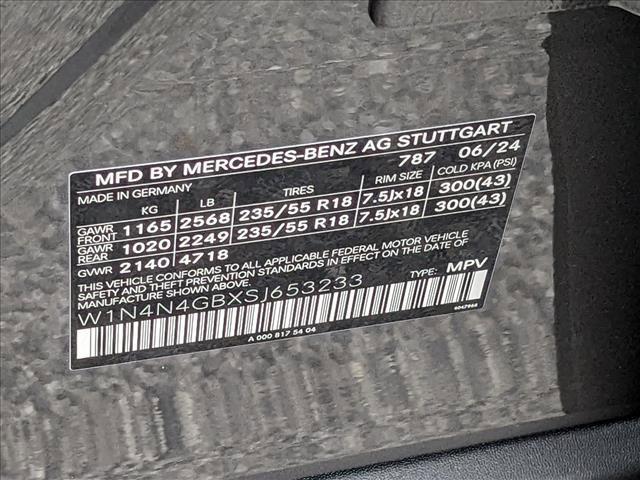 MFD BY MERCEDES-BENZ AG STUTTGART
MADE IN GERMANY 787 06/24
KG LB TIRES RIM SIZE COLD KPA (PSI)
GAWR FRONT 1165 2568 235/55 R18 7.5Jx18 300(43)
GAWR REAR 1020 2249 235/55 R18 7.5Jx18 300(43)
GVWR 2140 4718
THIS VEHICLE CONFORMS TO ALL APPLICABLE FEDERAL MOTOR VEHICLE
SAFETY AND THEFT PREVENTION STANDARDS IN EFFECT ON THE DATE OF
MANUFACTURE SHOWN ABOVE.
W1N4N4GBXSJ653233 TYPE: MPV
A 000 817 54 04